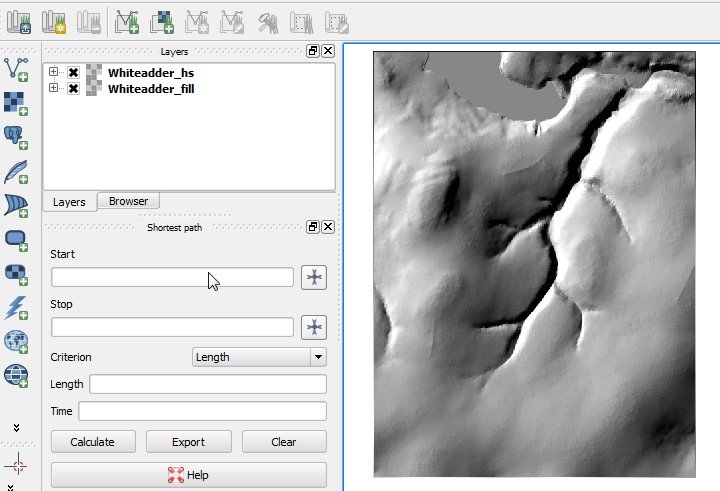 Layers
Whiteadder_hs
Whiteadder_fill
Layers
Browser
Shortest path
Start
Stop
Criterion
Length
Length
Time
Calculate
Export
Clear
Help